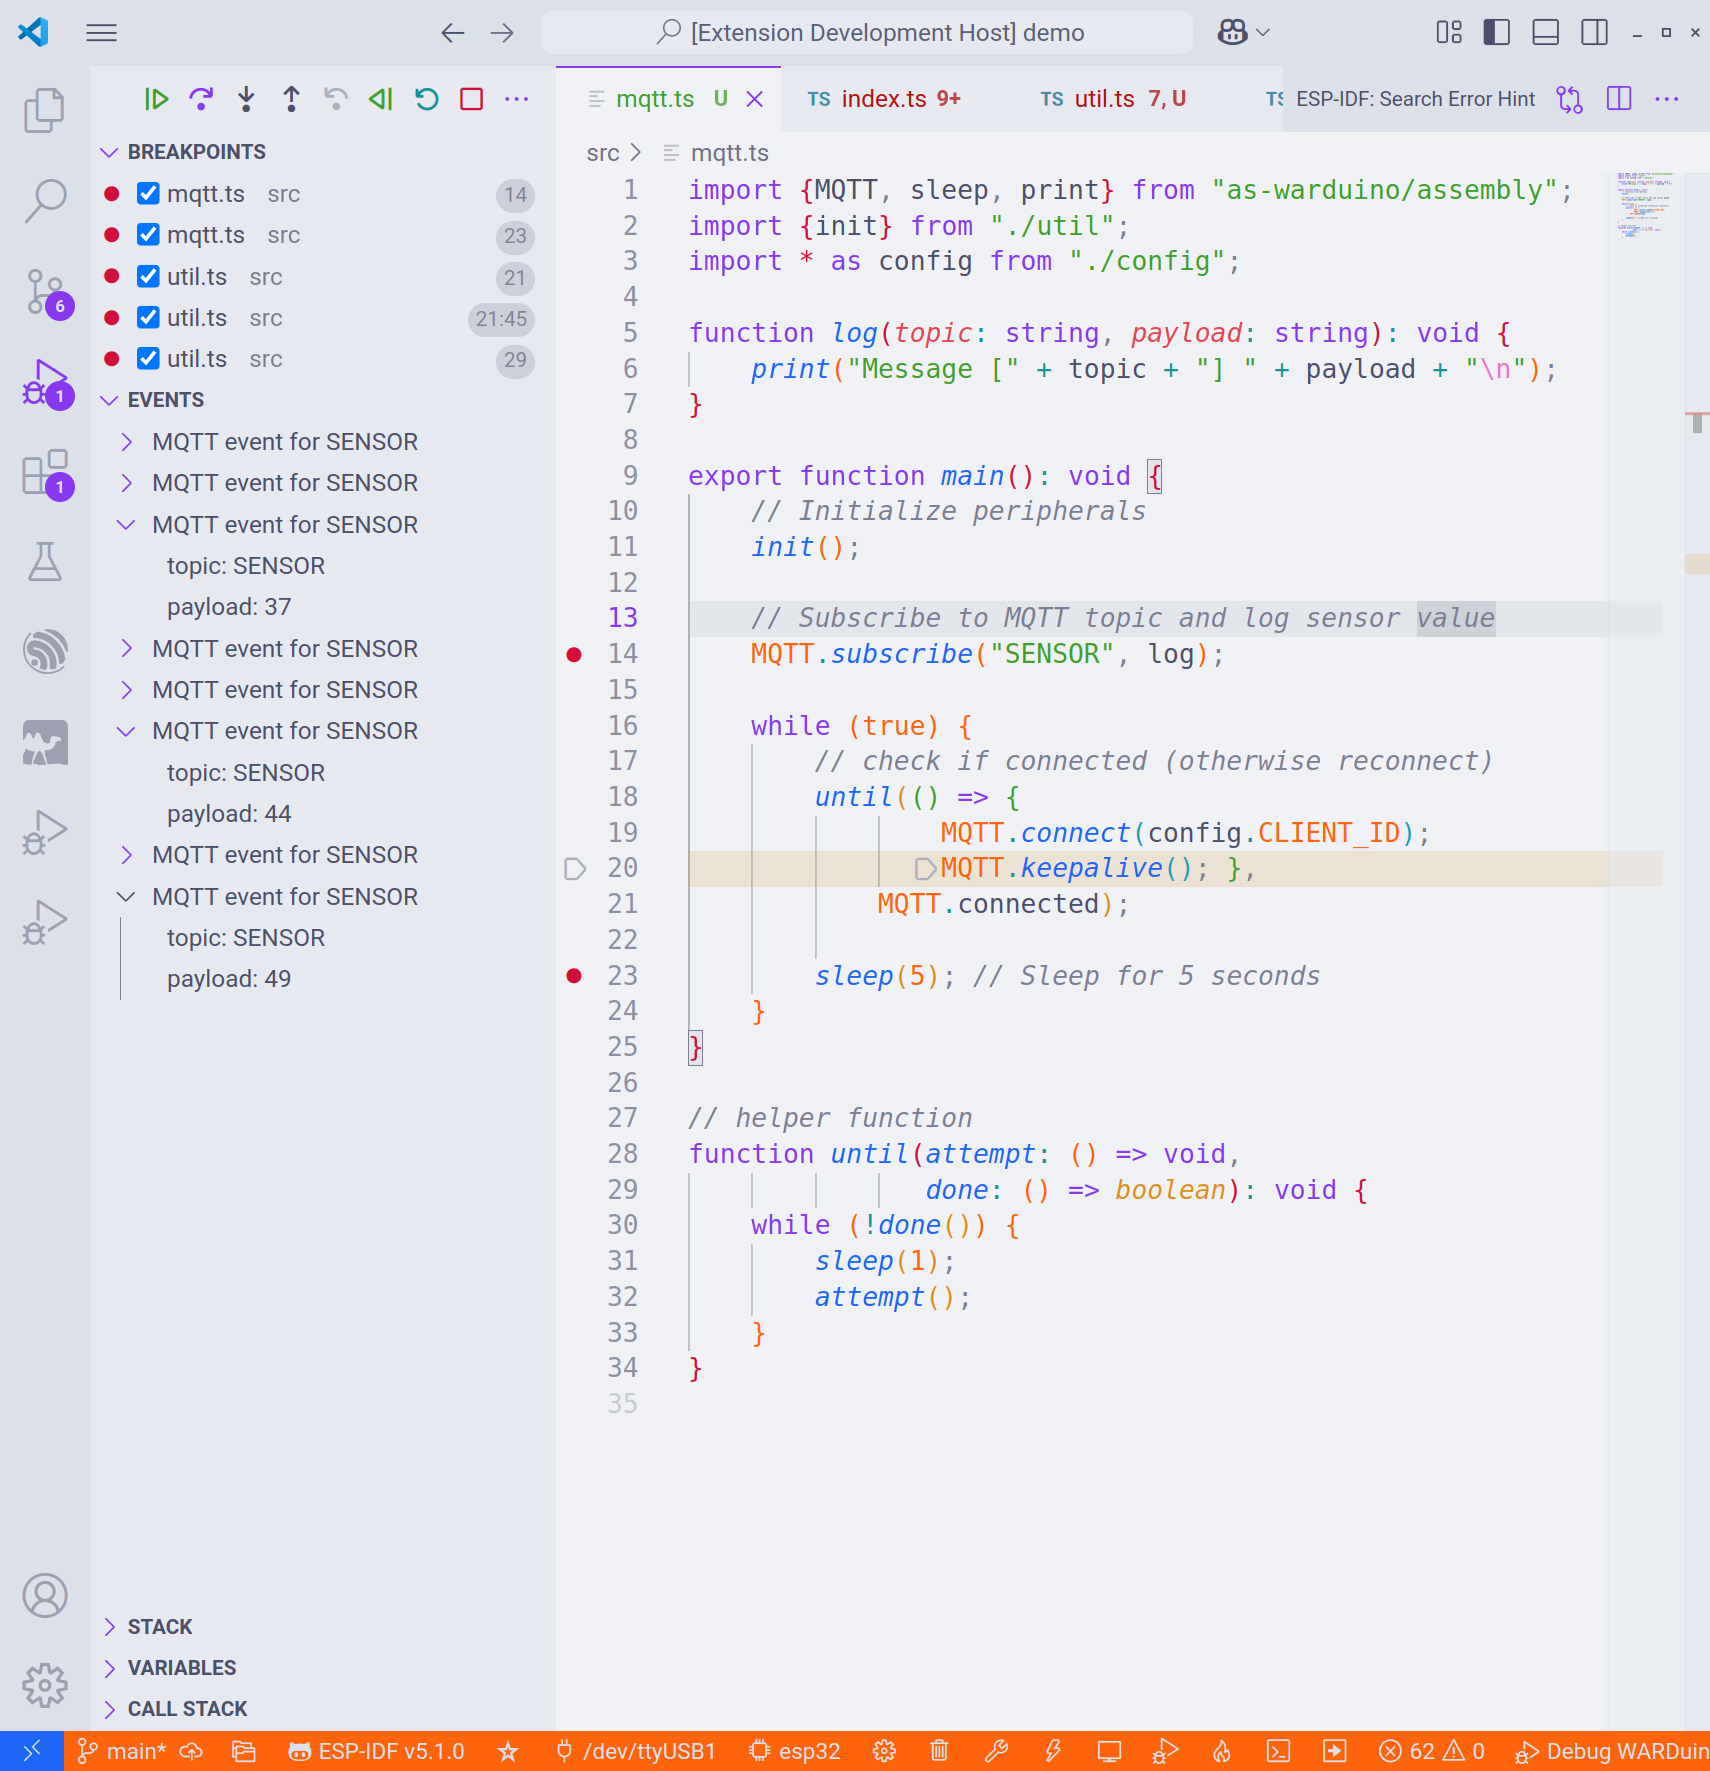 [Extension Development Host] demo
BREAKPOINTS
mqtt.ts src 14
mqtt.ts src 23
util.ts src 21
util.ts src 21:45
util.ts src 29
EVENTS
MQTT event for SENSOR
MQTT event for SENSOR
MQTT event for SENSOR
topic: SENSOR
payload: 37
MQTT event for SENSOR
MQTT event for SENSOR
MQTT event for SENSOR
topic: SENSOR
payload: 44
MQTT event for SENSOR
MQTT event for SENSOR
topic: SENSOR
payload: 49
STACK
VARIABLES
CALL STACK
6
1
1
mqtt.ts U TS index.ts 9+ TS util.ts 7, U TS ESP-IDF: Search Error Hint
src mqtt.ts
1 import {MQTT, sleep, print} from "as-warduino/assembly";
2 import {init} from "./util";
3 import * as config from "./config";
4
5 function log(topic: string, payload: string): void {
6 print("Message [" + topic + "] " + payload + "\n");
7 }
8
9 export function main(): void {
10 // Initialize peripherals
11 init();
12
13 // Subscribe to MQTT topic and log sensor value
14 MQTT.subscribe("SENSOR", log);
15
16 while (true) {
17 // check if connected (otherwise reconnect)
18 until(() => {
19 MQTT.connect(config.CLIENT_ID);
20 MQTT.keepalive(); },
21 MQTT.connected);
22
23 sleep(5); // Sleep for 5 seconds
24 }
25 }
26
27 // helper function
28 function until(attempt: () => void,
29 done: () => boolean): void {
30 while (!done()) {
31 sleep(1);
32 attempt();
33 }
34 }
35
main* ESP-IDF v5.1.0 /dev/ttyUSB1 esp32 62 0 Debug WARDuin